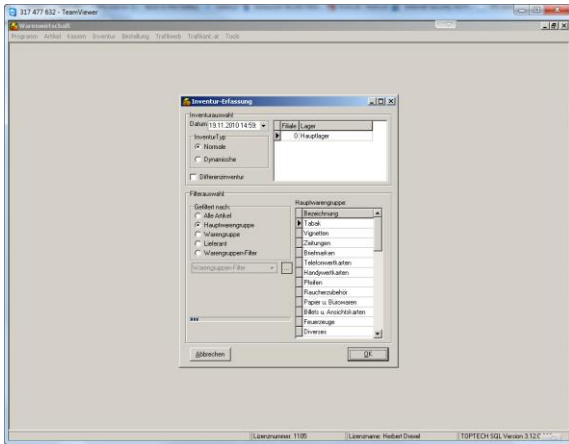 317 477 632 - TeamViewer
Warenwirtschaft
Programm Artikel Kassen Inventur Bestellung Trafikweb Trafikant.at Tools
Inventur-Erfassung
Inventurauswahl
Datum 19.11.2010 14:59:
Filiale Lager
0 Hauptlager
InventurTyp
Normale
Dynamische
Differenzinventur
Filterauswahl
Gefiltert nach:
Alle Artikel
Hauptwarengruppe
Warengruppe
Lieferant
Warengruppen-Filter
Warengruppen-Filter
...
Hauptwarengruppe:
Bezeichnung
Tabak
Vignetten
Zeitungen
Briefmarken
Telefonwertkarten
Handywertkarten
Pfeifen
Raucherzubehör
Papier u. Bürowaren
Billets u. Ansichtskarten
Feuerzeuge
Diverses
Abbrechen
OK
Lizenznummer: 1105
Lizenzname: Herbert Drexel
TOPTECH SQL Version 3.12.0